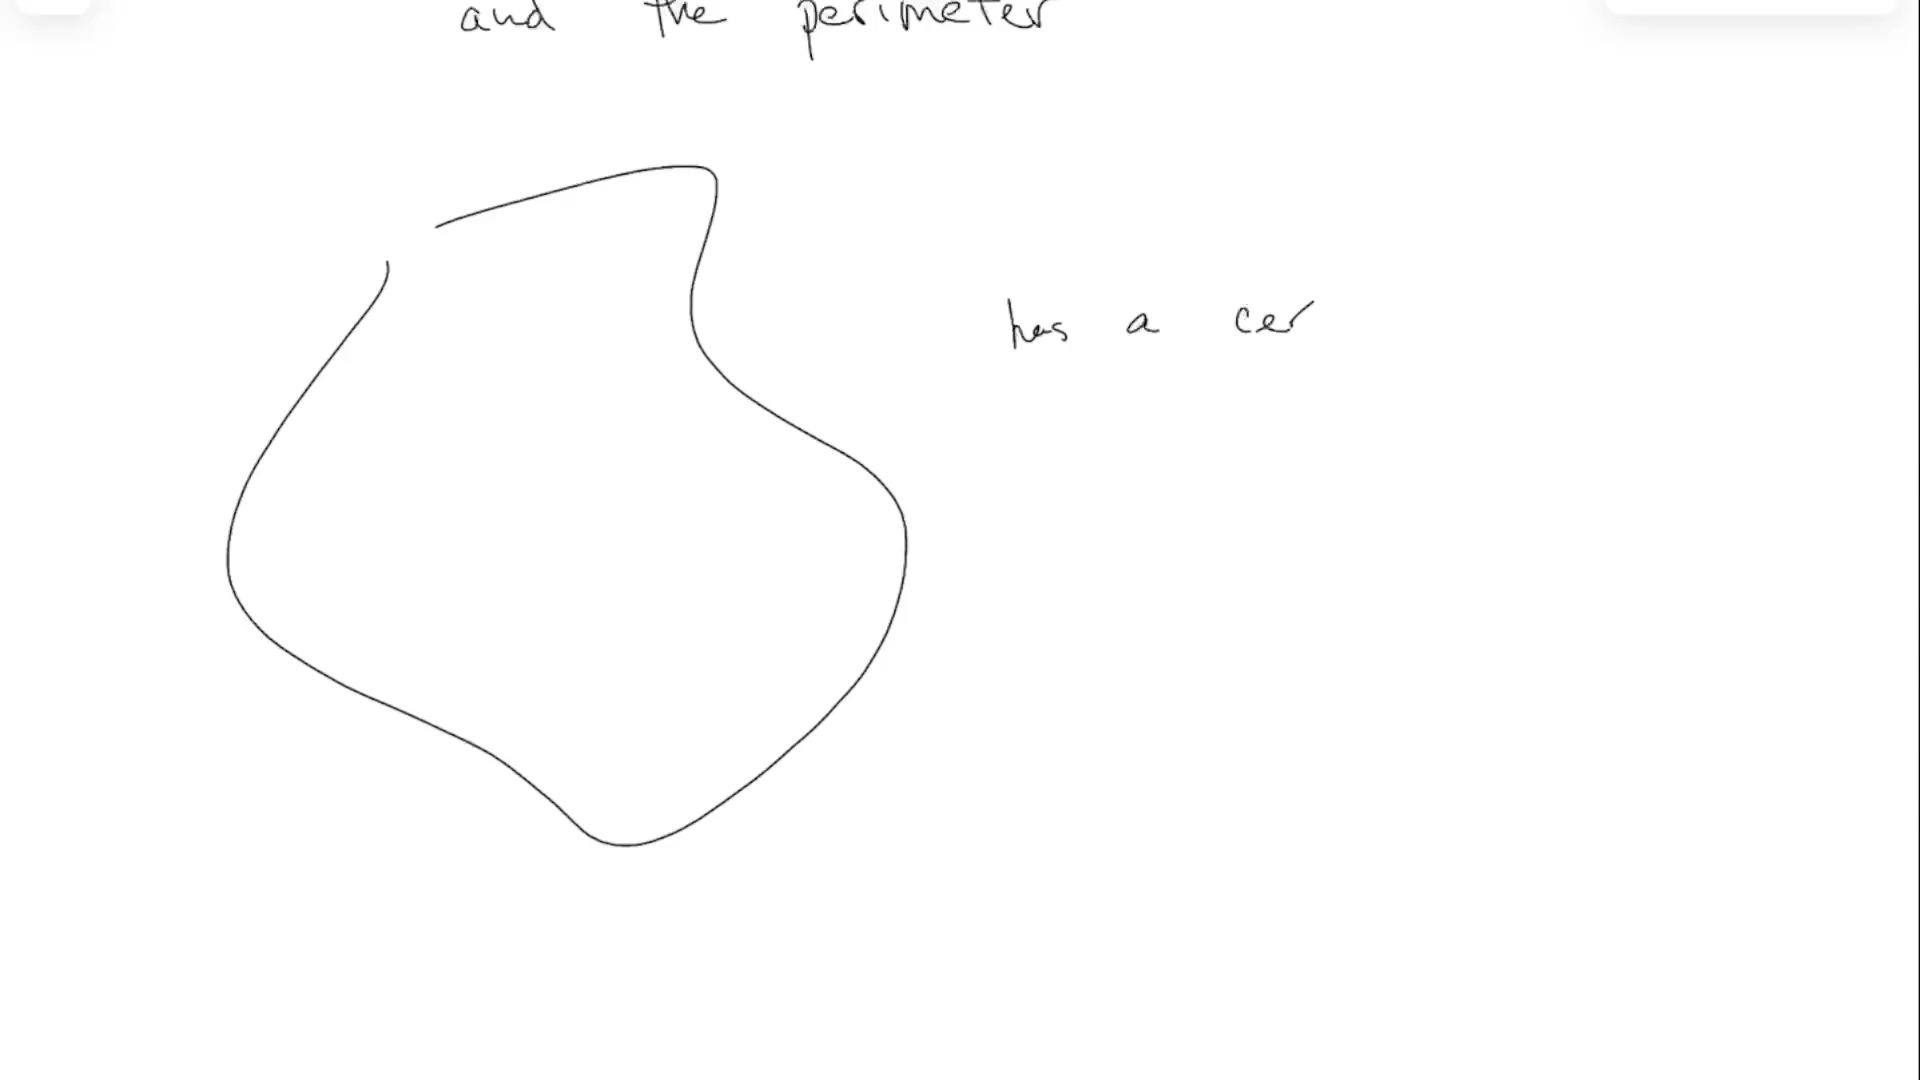 and the perimeter
has a cer